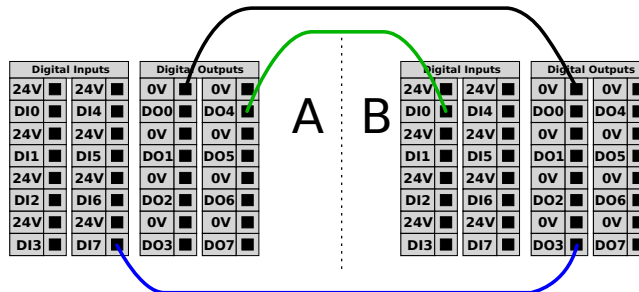 Digital Inputs Digital Outputs Digital Inputs Digital Outputs
24V 24V 0V 0V 24V 24V 0V 0V
DI0 DI4 DO0 DO4 A B DI0 DI4 DO0 DO4
24V 24V 0V 0V 24V 24V 0V 0V
DI1 DI5 DO1 DO5 DI1 DI5 DO1 DO5
24V 24V 0V 0V 24V 24V 0V 0V
DI2 DI6 DO2 DO6 DI2 DI6 DO2 DO6
24V 24V 0V 0V 24V 24V 0V 0V
DI3 DI7 DO3 DO7 DI3 DI7 DO3 DO7